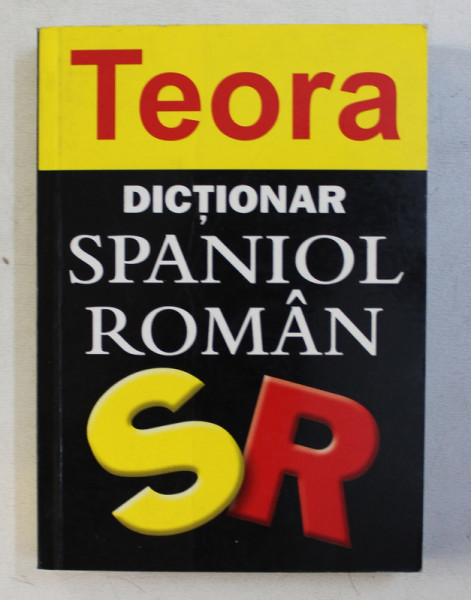 Teora
DICȚIONAR
SPANIOL
ROMÂN
SR